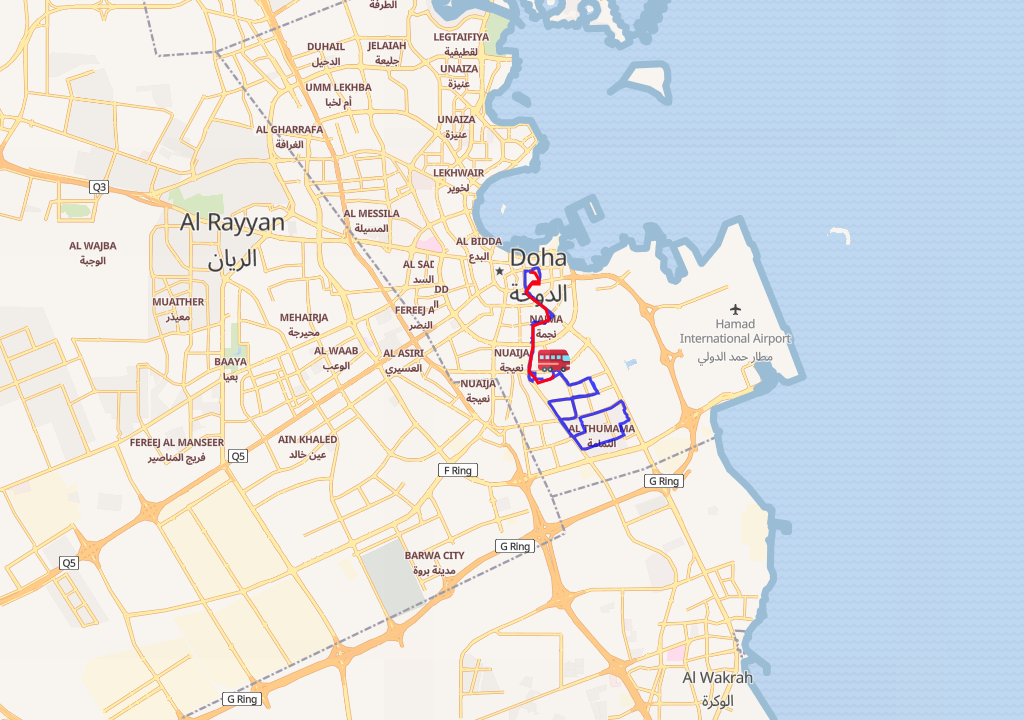 الطرفة
LEGTAIFIYA
لقطيفية
DUHAIL
الدحيل
JELAIAH
جليعة
UNAIZA
عنيزة
UMM LEKHBA
أم لخبا
UNAIZA
عنيزة
AL GHARRAFA
الغرافة
LEKHWAIR
لخوير
Q3
Al Rayyan
الريان
AL MESSILA
المسيلة
AL WAJBA
الوجبة
AL BIDDA
البدع
Doha
الدوحة
AL SAD
السد
DD
MUAITHER
معيذر
MEHAIRJA
محيرجة
FEREEJ A
النصر
NAJMA
نجمة
Hamad
International Airport
مطار حمد الدولي
BAAYA
بعيا
AL WAAB
الوعب
AL ASIRI
العسيري
NUAIJA
نعيجة
NUAIJA
نعيجة
AL THUMAMA
الثمامة
FEREEJ AL MANSEER
فريج المناصير
AIN KHALED
عين خالد
Q5
F Ring
G Ring
G Ring
BARWA CITY
مدينة بروة
Q5
Al Wakrah
الوكرة
G Ring